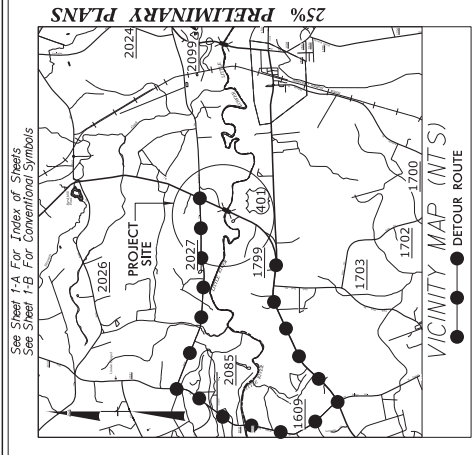 See Sheet 1-A For Index of Sheets
See Sheet 1-B For Conventional Symbols
25% PRELIMINARY PLANS
2024
2099
2026
PROJECT
SITE
2027
401
1799
2085
1609
1700
1702
1703
VICINITY MAP (NTS)
DETOUR ROUTE